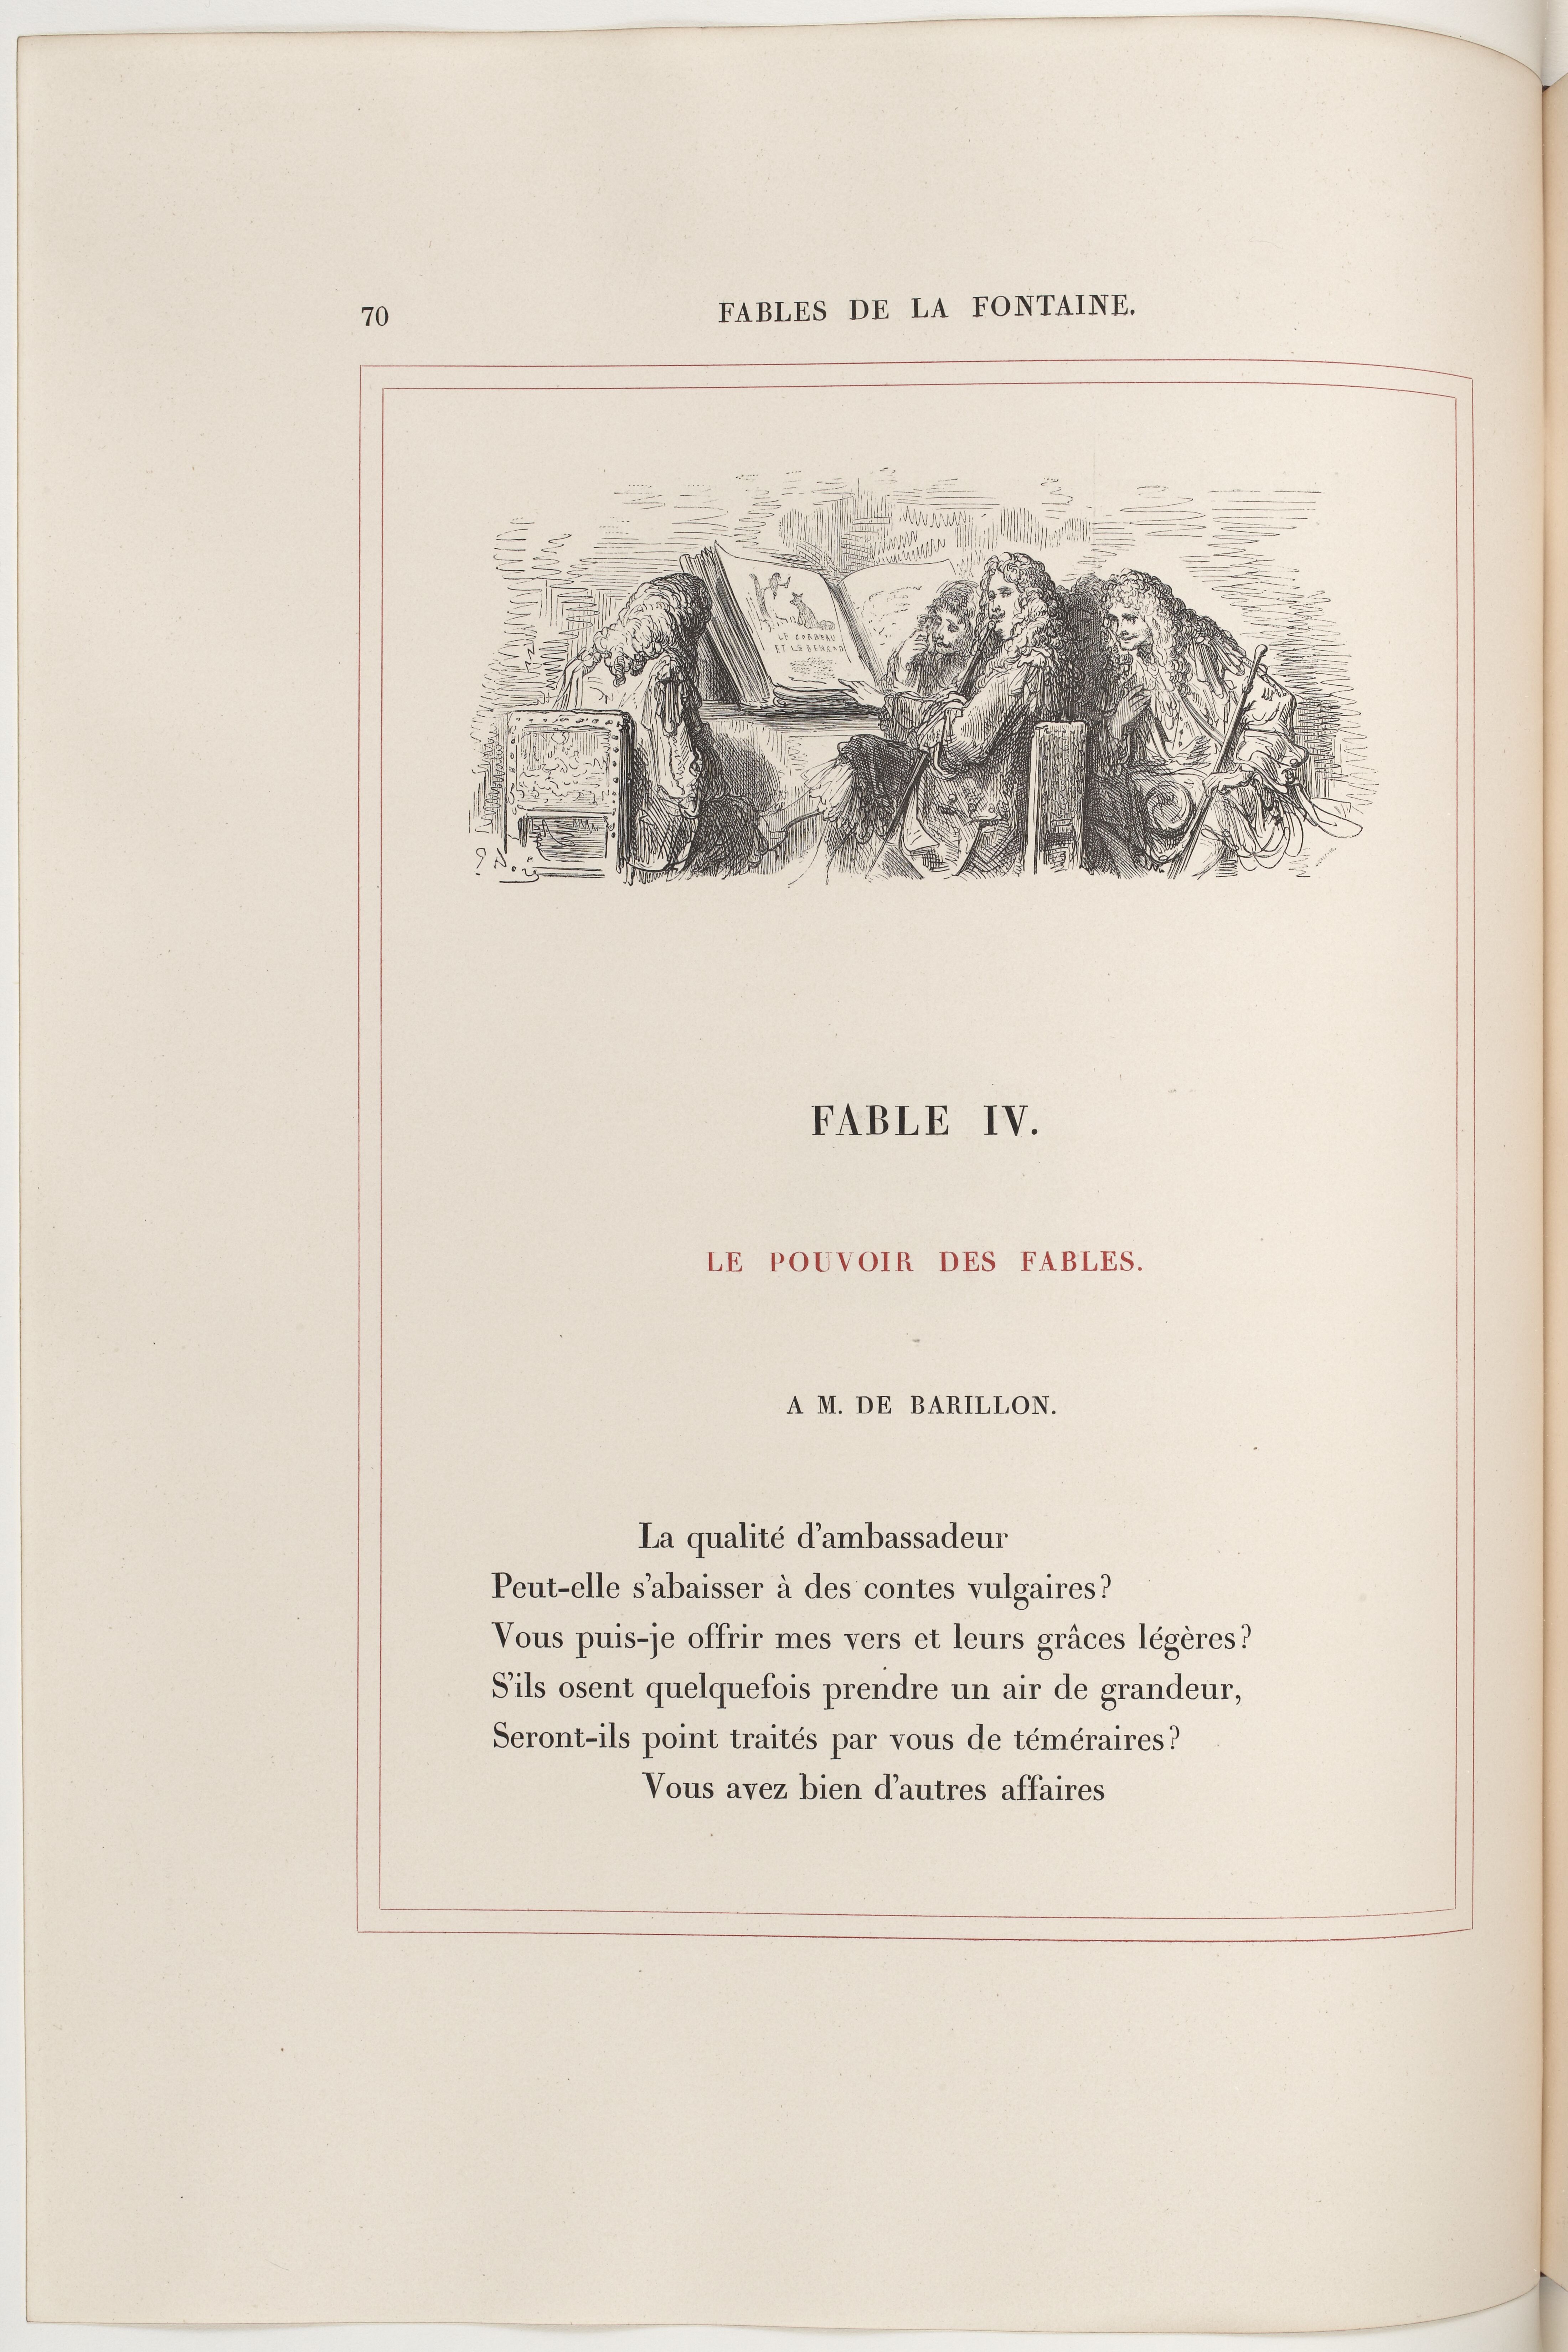 70
FABLES DE LA FONTAINE.
LE CORBEAU
ET LE RENARD
G Doré
FABLE IV.
LE POUVOIR DES FABLES.
A M. DE BARILLON.
La qualité d'ambassadeur
Peut-elle s'abaisser à des contes vulgaires?
Vous puis-je offrir mes vers et leurs grâces légères?
S'ils osent quelquefois prendre un air de grandeur,
Seront-ils point traités par vous de téméraires?
Vous avez bien d'autres affaires